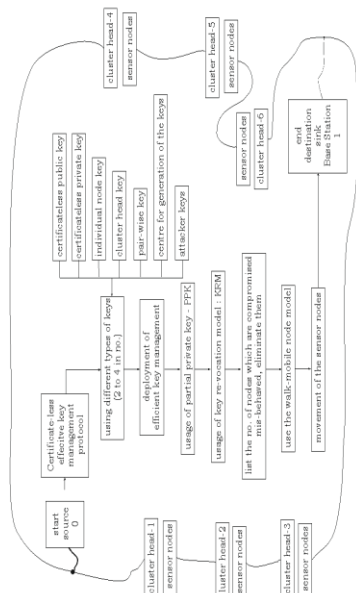 start
source
0
Certificate-less
effecitve key
management
protocol
using different types of keys
(2 to 4 in no.)
certificateless public key
certificateless private key
individual node key
cluster head key
pair-wise key
centre for generation of the keys
attacker keys
deployment of
efficient key management
usage of partial private key - PPK
usage of key re-vocation model : KRM
list the no. of nodes which are compromised
mis-behaved, eliminate them
use the walk-mobile node model
movement of the sensor nodes
end
destination
sink
Base Station
1
cluster head-1
sensor nodes
cluster head-2
sensor nodes
cluster head-3
sensor nodes
cluster head-4
sensor nodes
cluster head-5
sensor nodes
sensor nodes
cluster head-6